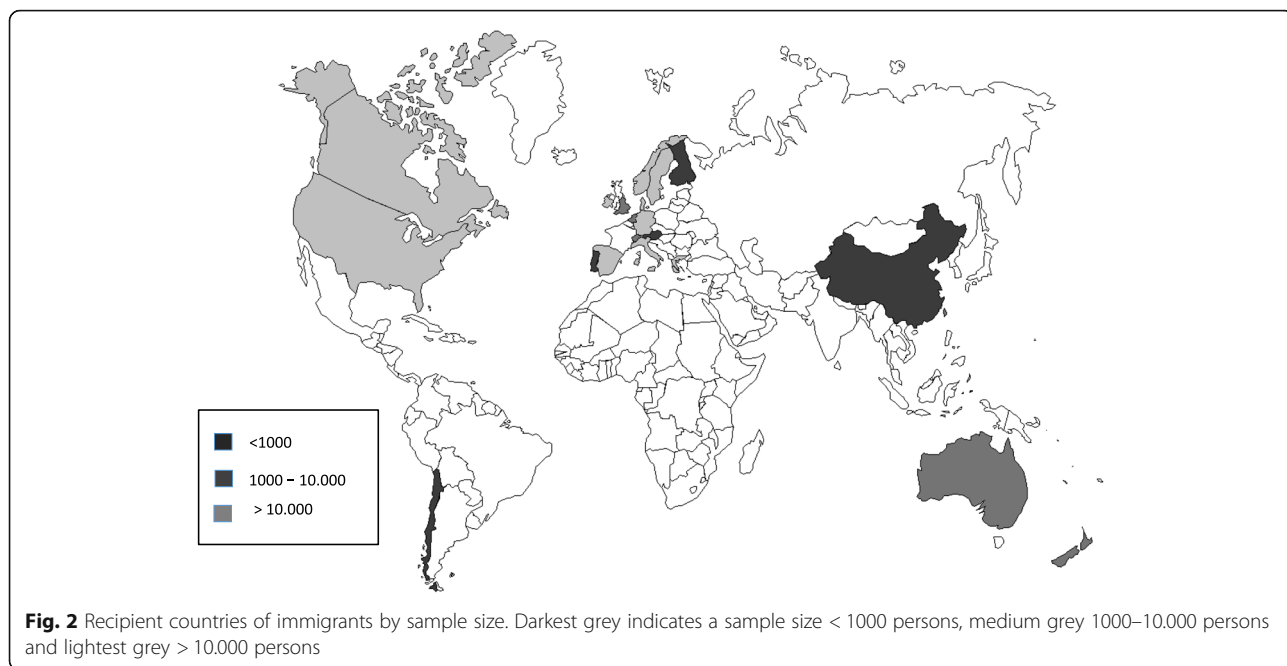 <1000
1000 – 10.000
> 10.000
Fig. 2 Recipient countries of immigrants by sample size. Darkest grey indicates a sample size < 1000 persons, medium grey 1000–10.000 persons
and lightest grey > 10.000 persons